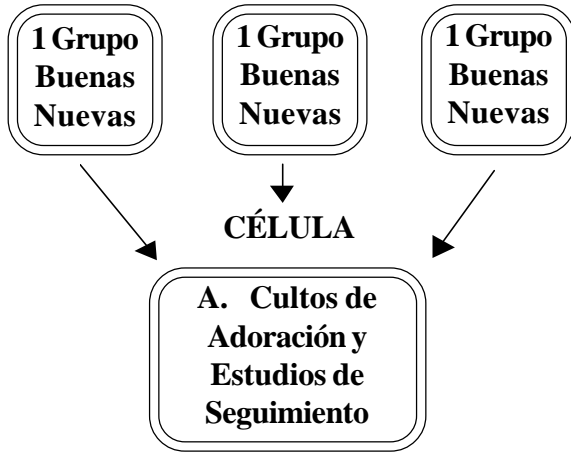 1 Grupo
Buenas
Nuevas
1 Grupo
Buenas
Nuevas
1 Grupo
Buenas
Nuevas
CÉLULA
A. Cultos de
Adoración y
Estudios de
Seguimiento